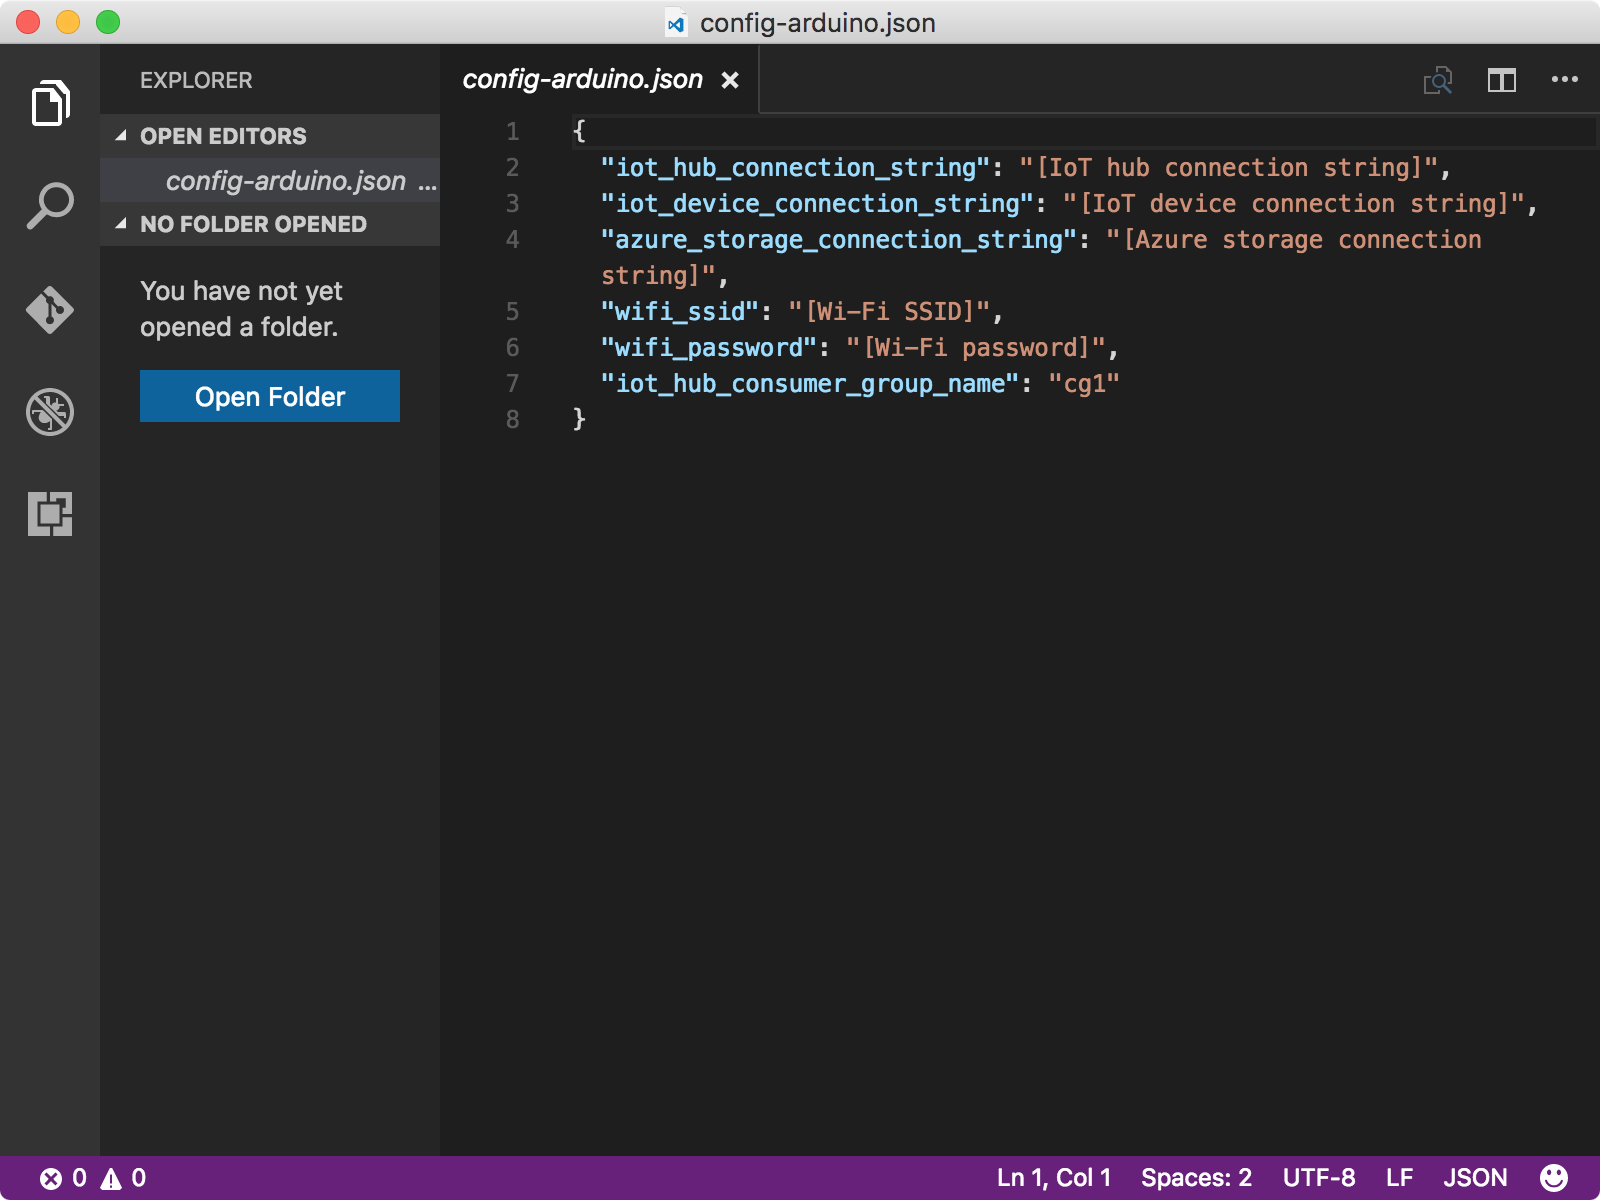 config-arduino.json
EXPLORER
OPEN EDITORS
config-arduino.json ...
NO FOLDER OPENED
You have not yet
opened a folder.
Open Folder
config-arduino.json
1 {
2 "iot_hub_connection_string": "[IoT hub connection string]",
3 "iot_device_connection_string": "[IoT device connection string]",
4 "azure_storage_connection_string": "[Azure storage connection
string]",
5 "wifi_ssid": "[Wi-Fi SSID]",
6 "wifi_password": "[Wi-Fi password]",
7 "iot_hub_consumer_group_name": "cg1"
8 }
0 0 Ln 1, Col 1 Spaces: 2 UTF-8 LF JSON